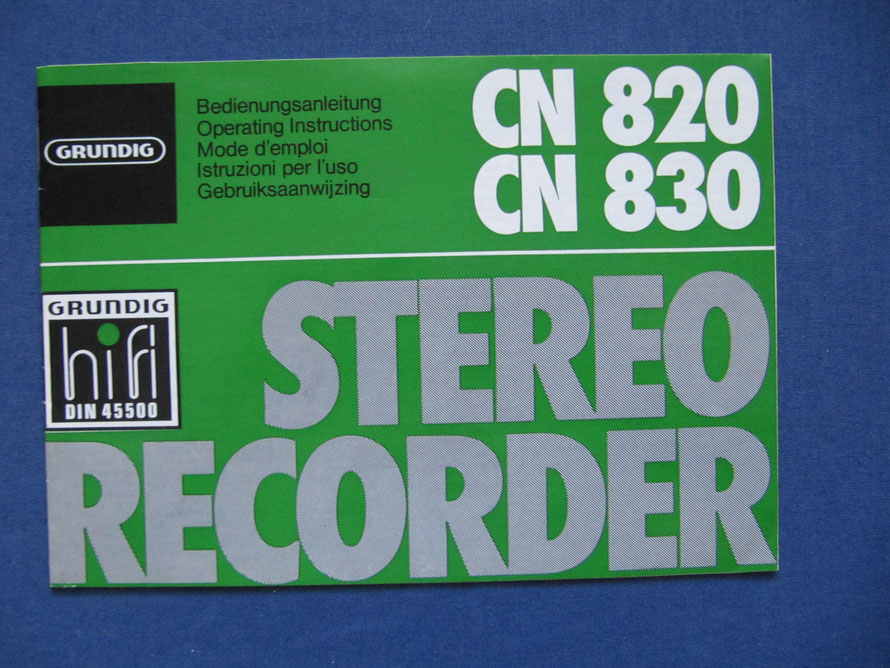 GRUNDIG
Bedienungsanleitung
Operating Instructions
Mode d'emploi
Istruzioni per l'uso
Gebruiksaanwijzing
CN 820
CN 830
GRUNDIG
hifi
DIN 45500
STEREO
RECORDER